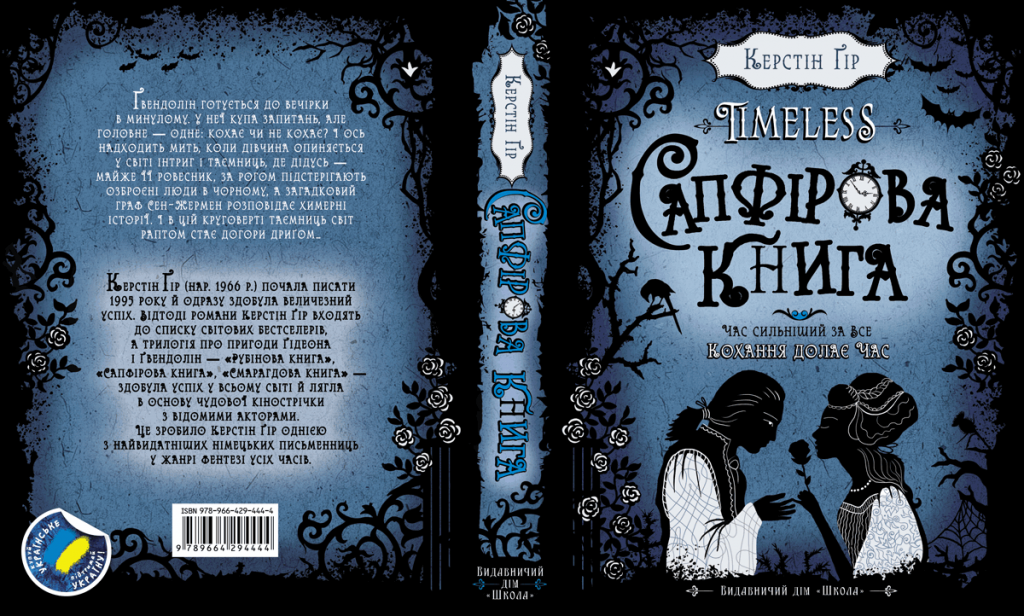 Ґвендолін готується до вечірки
в минулому. У неї купа запитань, але
головне — одне: кохає чи не кохає? І ось
надходить мить, коли дівчина опиняється
у світі інтриг і таємниць, де дідусь —
майже її ровесник, за рогом підстерігають
озброєні люди в чорному, а загадковий
граф Сен-Жермен розповідає химерні
історії. І в цій круговерті таємниць світ
раптом стає догори дригом...
Керстін Ґір (нар. 1966 р.) почала писати
1995 року й одразу здобула величезний
успіх. Відтоді романи Керстін Ґір входять
до списку світових бестселерів,
а трилогія про пригоди Ґідеона
і Ґвендолін — «Рубінова книга»,
«Сапфірова книга», «Смарагдова книга» —
здобула успіх у всьому світі й лягла
в основу чудової кінострічки
з відомими акторами.
Це зробило Керстін Ґір однією
з найвидатніших німецьких письменниць
у жанрі фентезі усіх часів.
купуй
УКРАЇНСЬКЕ
підтримай
УКРАЇНУ!
ISBN 978-966-429-444-4
9 789664 294444
Керстін Ґір
Сапфірова книга
Видавничий
дім
«Школа»
Керстін Ґір
TIMELESS
Сапфірова
книга
Час сильніший за все
Кохання долає час
Видавничий дім «Школа»